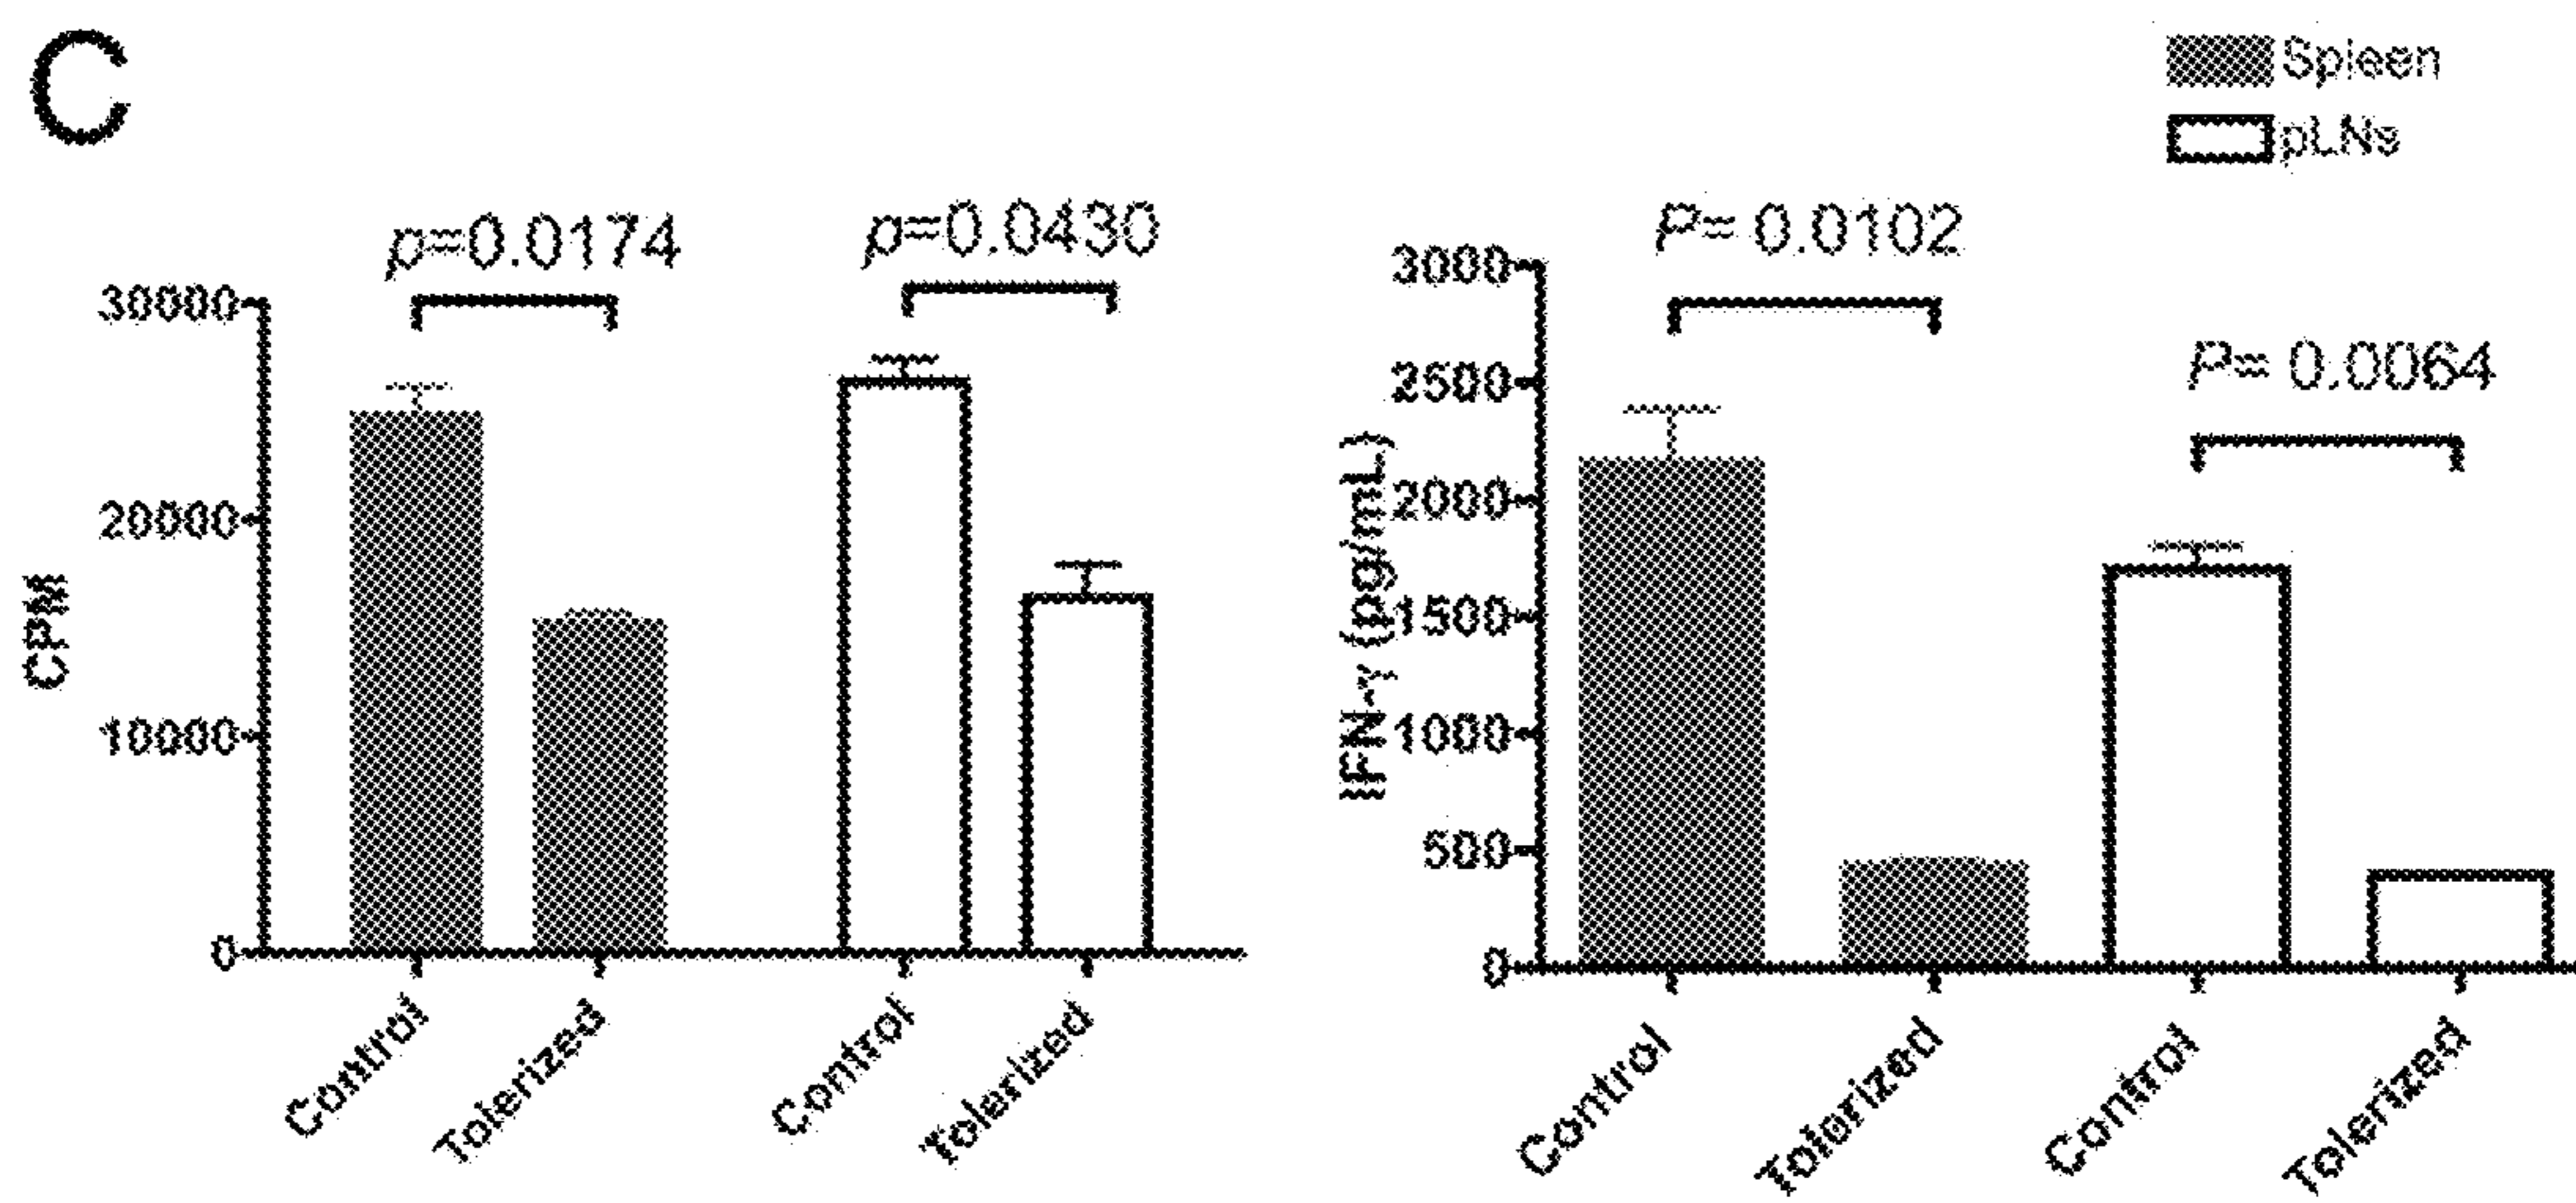 C
Spleen
pLNs
p=0.0174
p=0.0430
30000
20000
10000
0
CPM
Control
Tolerized
Control
Tolerized
P= 0.0102
P= 0.0064
3000
2500
2000
1500
1000
500
0
IFN-γ (pg/mL)
Control
Tolerized
Control
Tolerized